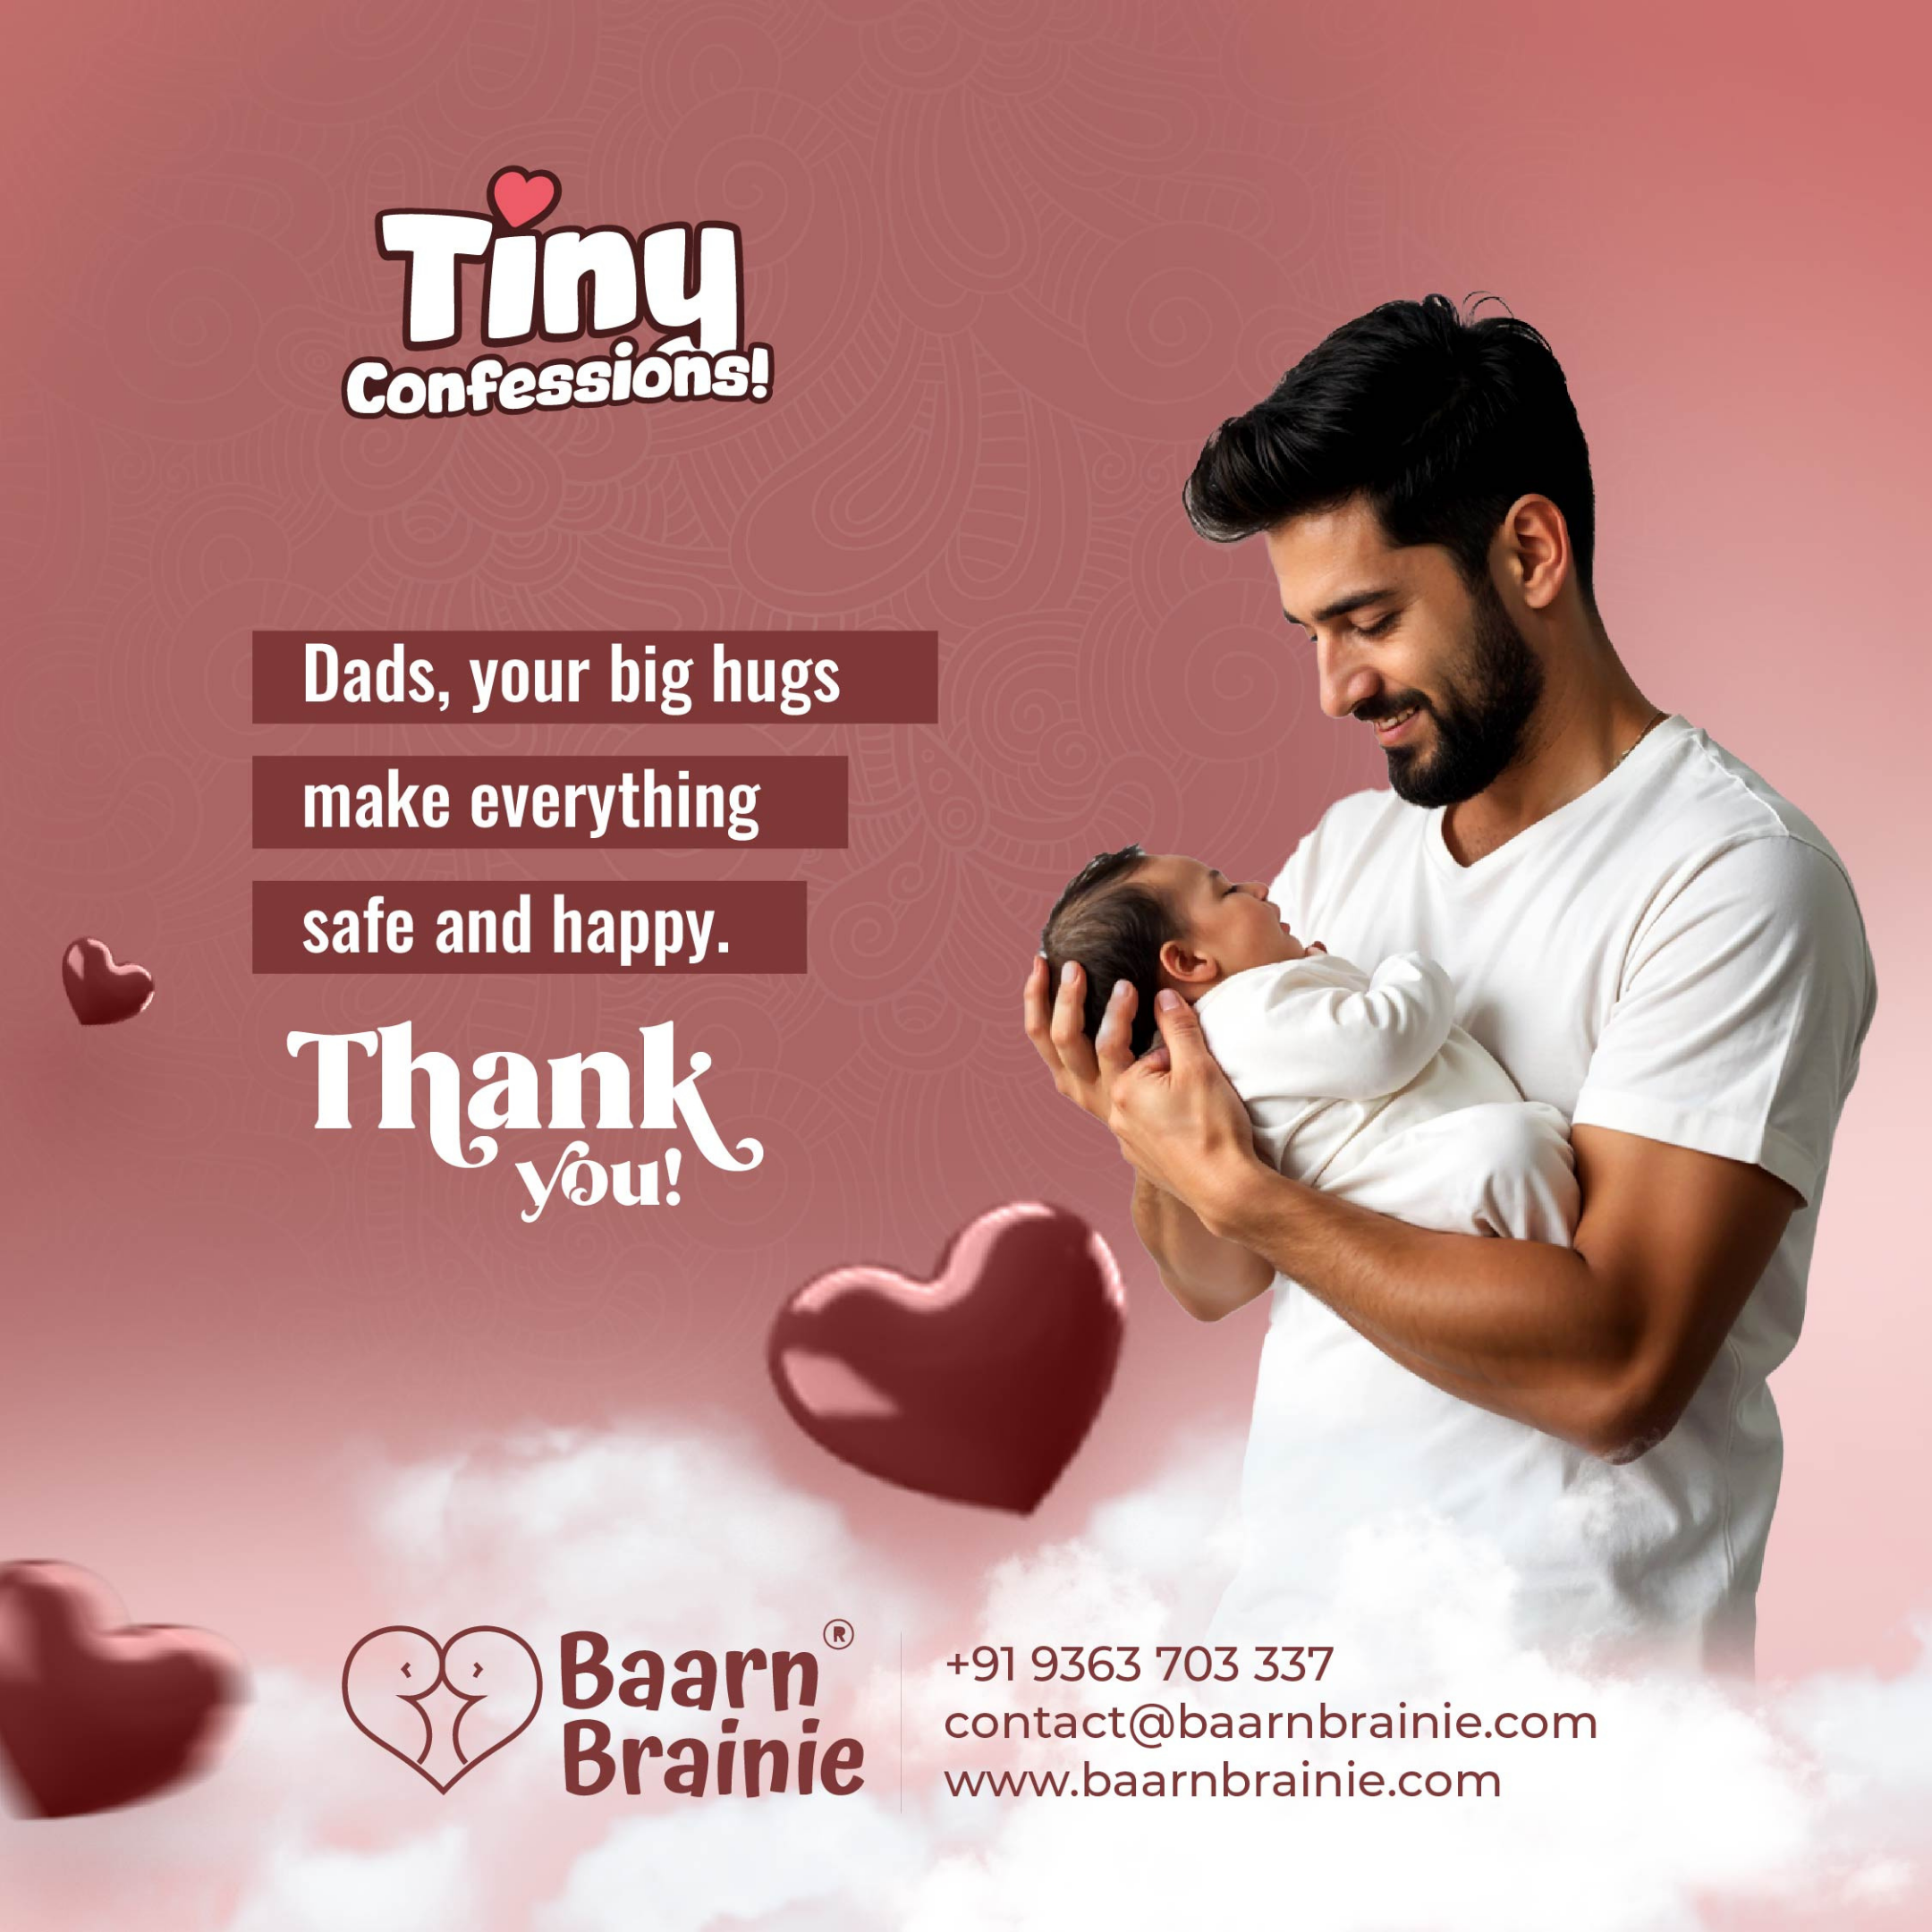 Tiny
Confessions!
Dads, your big hugs
make everything
safe and happy.
Thank
you!
Baarn®
Brainie
+91 9363 703 337
contact@baarnbrainie.com
www.baarnbrainie.com